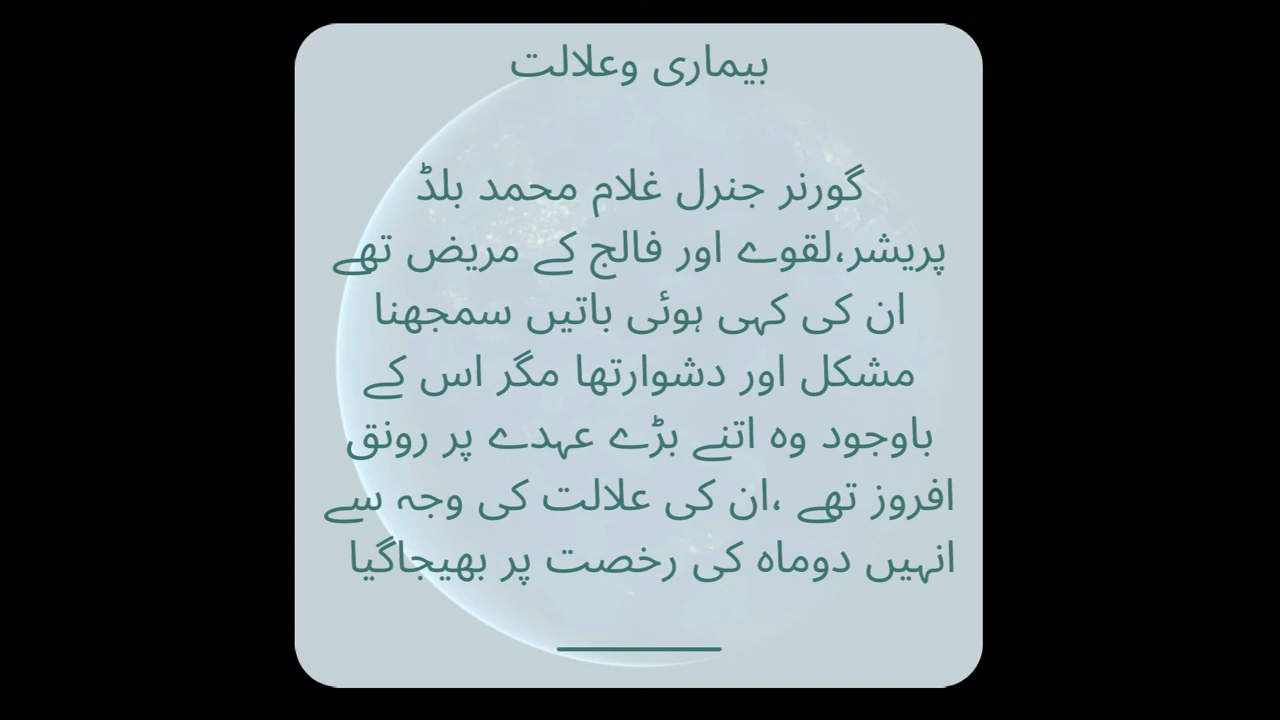 بیماری وعلالت
گورنر جنرل غلام محمد بلڈ
پریشر،لقوے اور فالج کے مریض تھے
ان کی کہی ہوئی باتیں سمجھنا
مشکل اور دشوارتھا مگر اس کے
باوجود وہ اتنے بڑے عہدے پر رونق
افروز تھے ،ان کی علالت کی وجہ سے
انہیں دوماہ کی رخصت پر بھیجاگیا